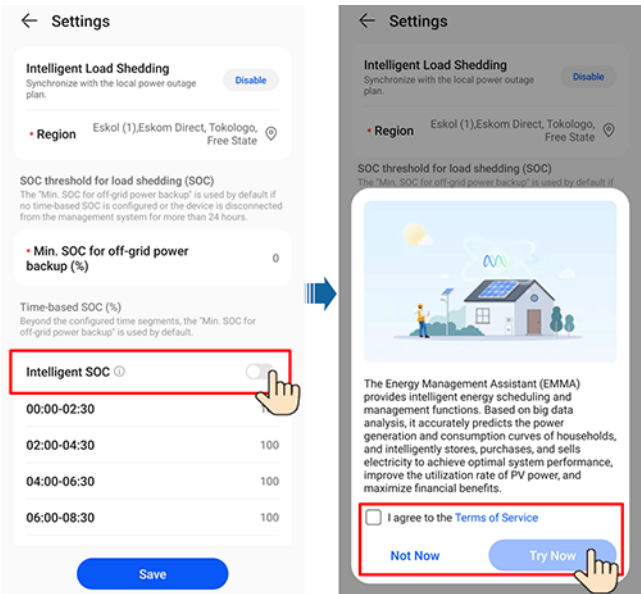 Settings
Intelligent Load Shedding
Synchronize with the local power outage
plan.
Disable
• Region
Eskol (1),Eskom Direct, Tokologo,
Free State
SOC threshold for load shedding (SOC)
The "Min. SOC for off-grid power backup" is used by default if
no time-based SOC is configured or the device is disconnected
from the management system for more than 24 hours.
• Min. SOC for off-grid power
backup (%)
0
Time-based SOC (%)
Beyond the configured time segments, the "Min. SOC for
off-grid power backup" is used by default.
Intelligent SOC
00:00-02:30
02:00-04:30
100
04:00-06:30
100
06:00-08:30
100
Save
Settings
Intelligent Load Shedding
Synchronize with the local power outage
plan.
Disable
• Region
Eskol (1),Eskom Direct, Tokologo,
Free State
SOC threshold for load shedding (SOC)
The "Min. SOC for off-grid power backup" is used by default if
The Energy Management Assistant (EMMA)
provides intelligent energy scheduling and
management functions. Based on big data
analysis, it accurately predicts the power
generation and consumption curves of households,
and intelligently stores, purchases, and sells
electricity to achieve optimal system performance,
improve the utilization rate of PV power, and
maximize financial benefits.
I agree to the Terms of Service
Not Now
Try Now